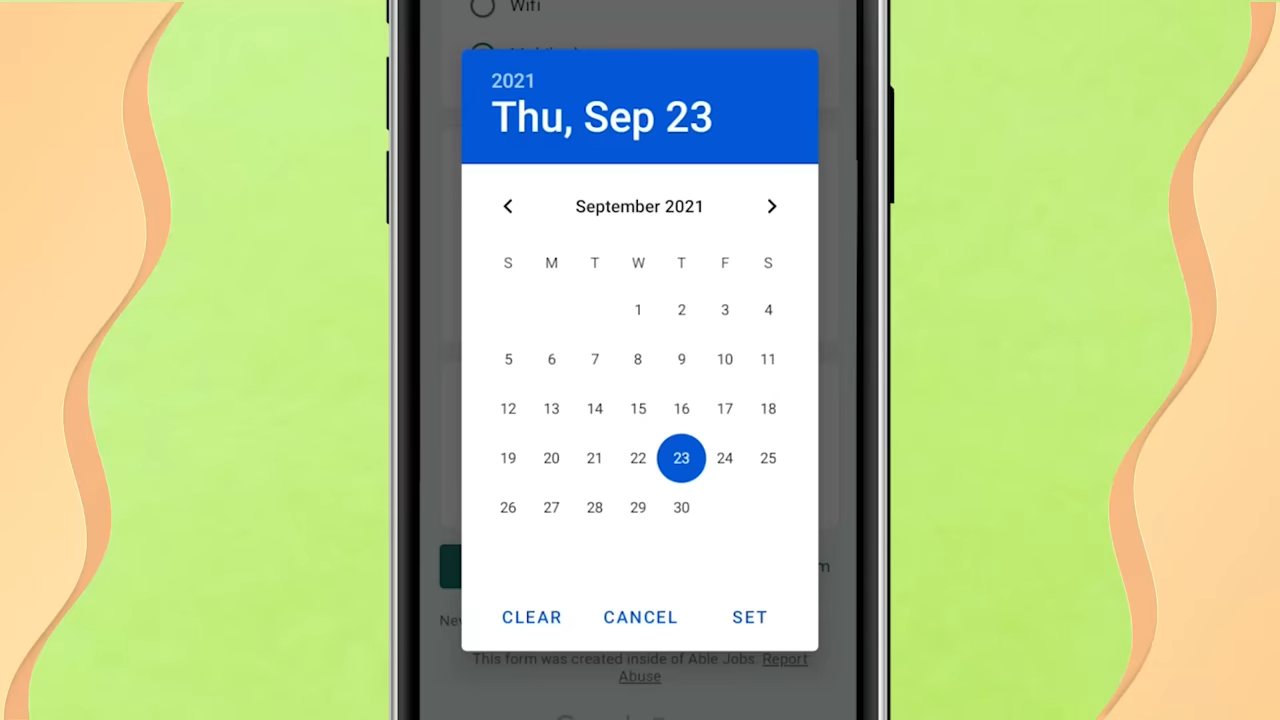 Wifi
2021
Thu, Sep 23
September 2021
S M T W T F S
1 2 3 4
5 6 7 8 9 10 11
12 13 14 15 16 17 18
19 20 21 22 23 24 25
26 27 28 29 30
CLEAR CANCEL SET
This form was created inside of Able Jobs. Report
Abuse